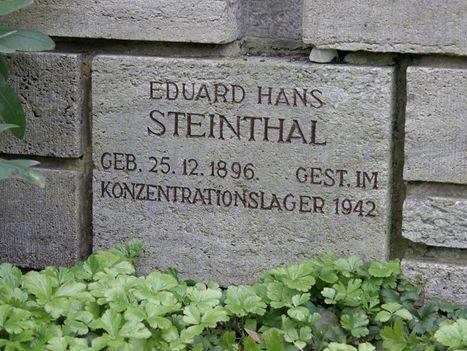 EDUARD HANS
STEINTHAL
GEB. 25.12.1896. GEST. IM
KONZENTRATIONSLAGER 1942